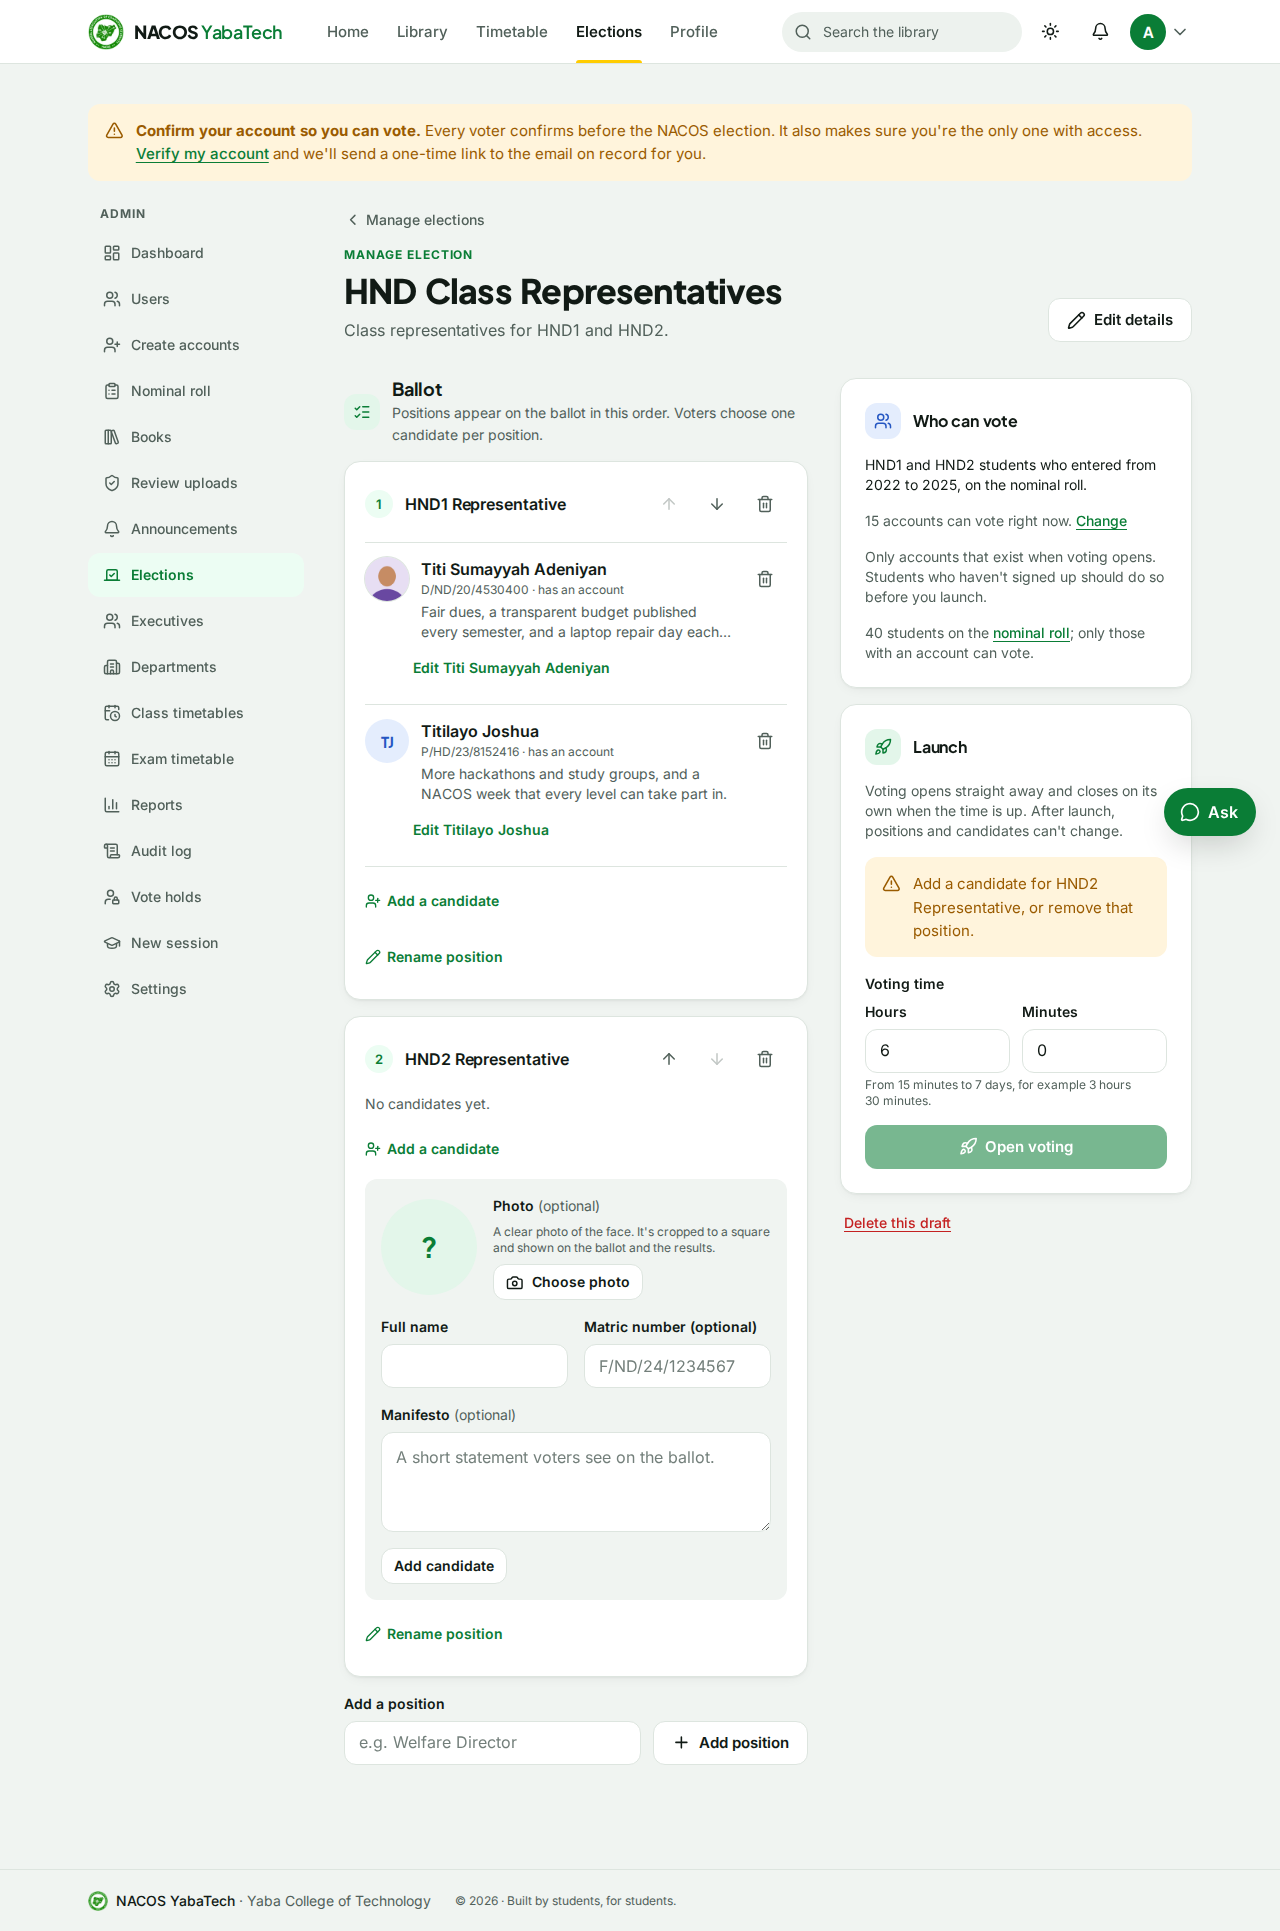 NACOS YabaTech
Home
Library
Timetable
Elections
Profile
Search the library
A
Confirm your account so you can vote. Every voter confirms before the NACOS election. It also makes sure you're the only one with access.
Verify my account and we'll send a one-time link to the email on record for you.
ADMIN
Dashboard
Users
Create accounts
Nominal roll
Books
Review uploads
Announcements
Elections
Executives
Departments
Class timetables
Exam timetable
Reports
Audit log
Vote holds
New session
Settings
Manage elections
MANAGE ELECTION
HND Class Representatives
Class representatives for HND1 and HND2.
Edit details
Ballot
Positions appear on the ballot in this order. Voters choose one
candidate per position.
1
HND1 Representative
Titi Sumayyah Adeniyan
D/ND/20/4530400 · has an account
Fair dues, a transparent budget published
every semester, and a laptop repair day each...
Edit Titi Sumayyah Adeniyan
TJ
Titilayo Joshua
P/HD/23/8152416 · has an account
More hackathons and study groups, and a
NACOS week that every level can take part in.
Edit Titilayo Joshua
Add a candidate
Rename position
2
HND2 Representative
No candidates yet.
Add a candidate
?
Photo (optional)
A clear photo of the face. It's cropped to a square
and shown on the ballot and the results.
Choose photo
Full name
Matric number (optional)
F/ND/24/1234567
Manifesto (optional)
A short statement voters see on the ballot.
Add candidate
Rename position
Add a position
e.g. Welfare Director
Add position
Who can vote
HND1 and HND2 students who entered from
2022 to 2025, on the nominal roll.
15 accounts can vote right now. Change
Only accounts that exist when voting opens.
Students who haven't signed up should do so
before you launch.
40 students on the nominal roll; only those
with an account can vote.
Launch
Voting opens straight away and closes on its
own when the time is up. After launch,
positions and candidates can't change.
Add a candidate for HND2
Representative, or remove that
position.
Voting time
Hours
Minutes
6
0
From 15 minutes to 7 days, for example 3 hours
30 minutes.
Open voting
Delete this draft
Ask
NACOS YabaTech · Yaba College of Technology
© 2026 · Built by students, for students.